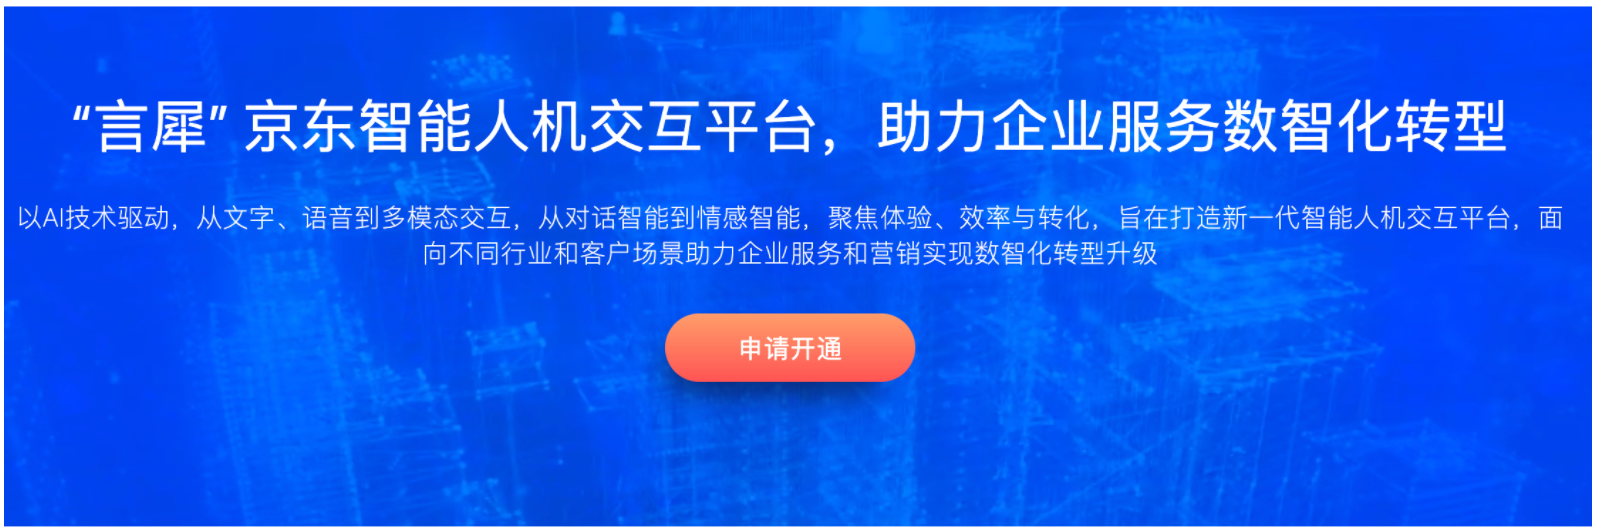 “言犀” 京东智能人机交互平台，助力企业服务数智化转型
以AI技术驱动，从文字、语音到多模态交互，从对话智能到情感智能，聚焦体验、效率与转化，旨在打造新一代智能人机交互平台，面
向不同行业和客户场景助力企业服务和营销实现数智化转型升级
申请开通